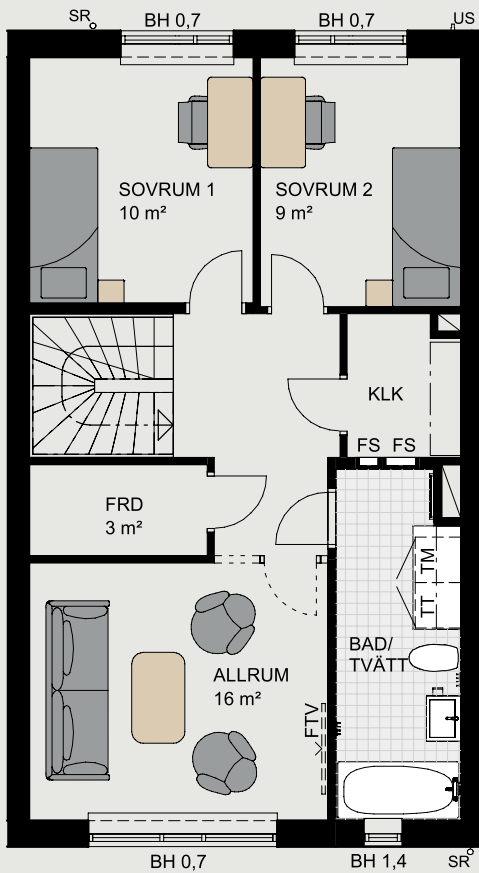 SR
BH 0,7
BH 0,7
US
SOVRUM 1
10 m²
SOVRUM 2
9 m²
KLK
FS FS
FRD
3 m²
TM
TT
BAD/
TVÄTT
ALLRUM
16 m²
FTV
BH 0,7
BH 1,4
SR